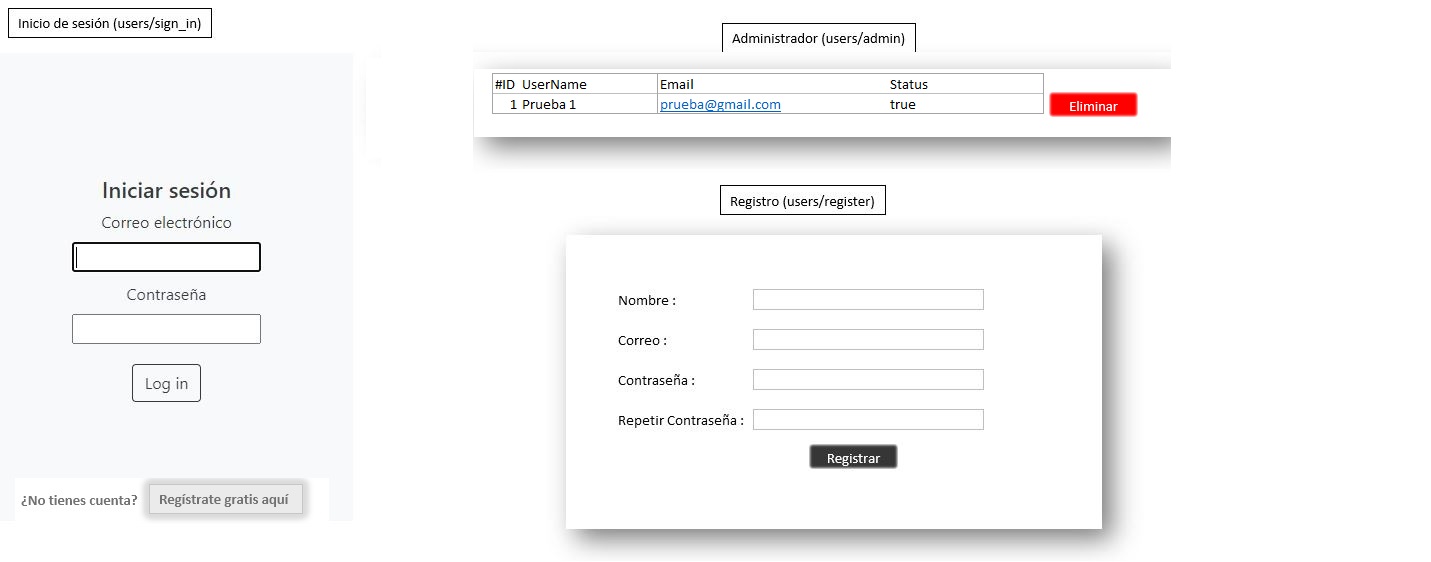 Inicio de sesión (users/sign_in)
Iniciar sesión
Correo electrónico
Contraseña
Log in
¿No tienes cuenta? Regístrate gratis aquí
Administrador (users/admin)
#ID UserName Email Status
1 Prueba 1 prueba@gmail.com true Eliminar
Registro (users/register)
Nombre :
Correo :
Contraseña :
Repetir Contraseña :
Registrar